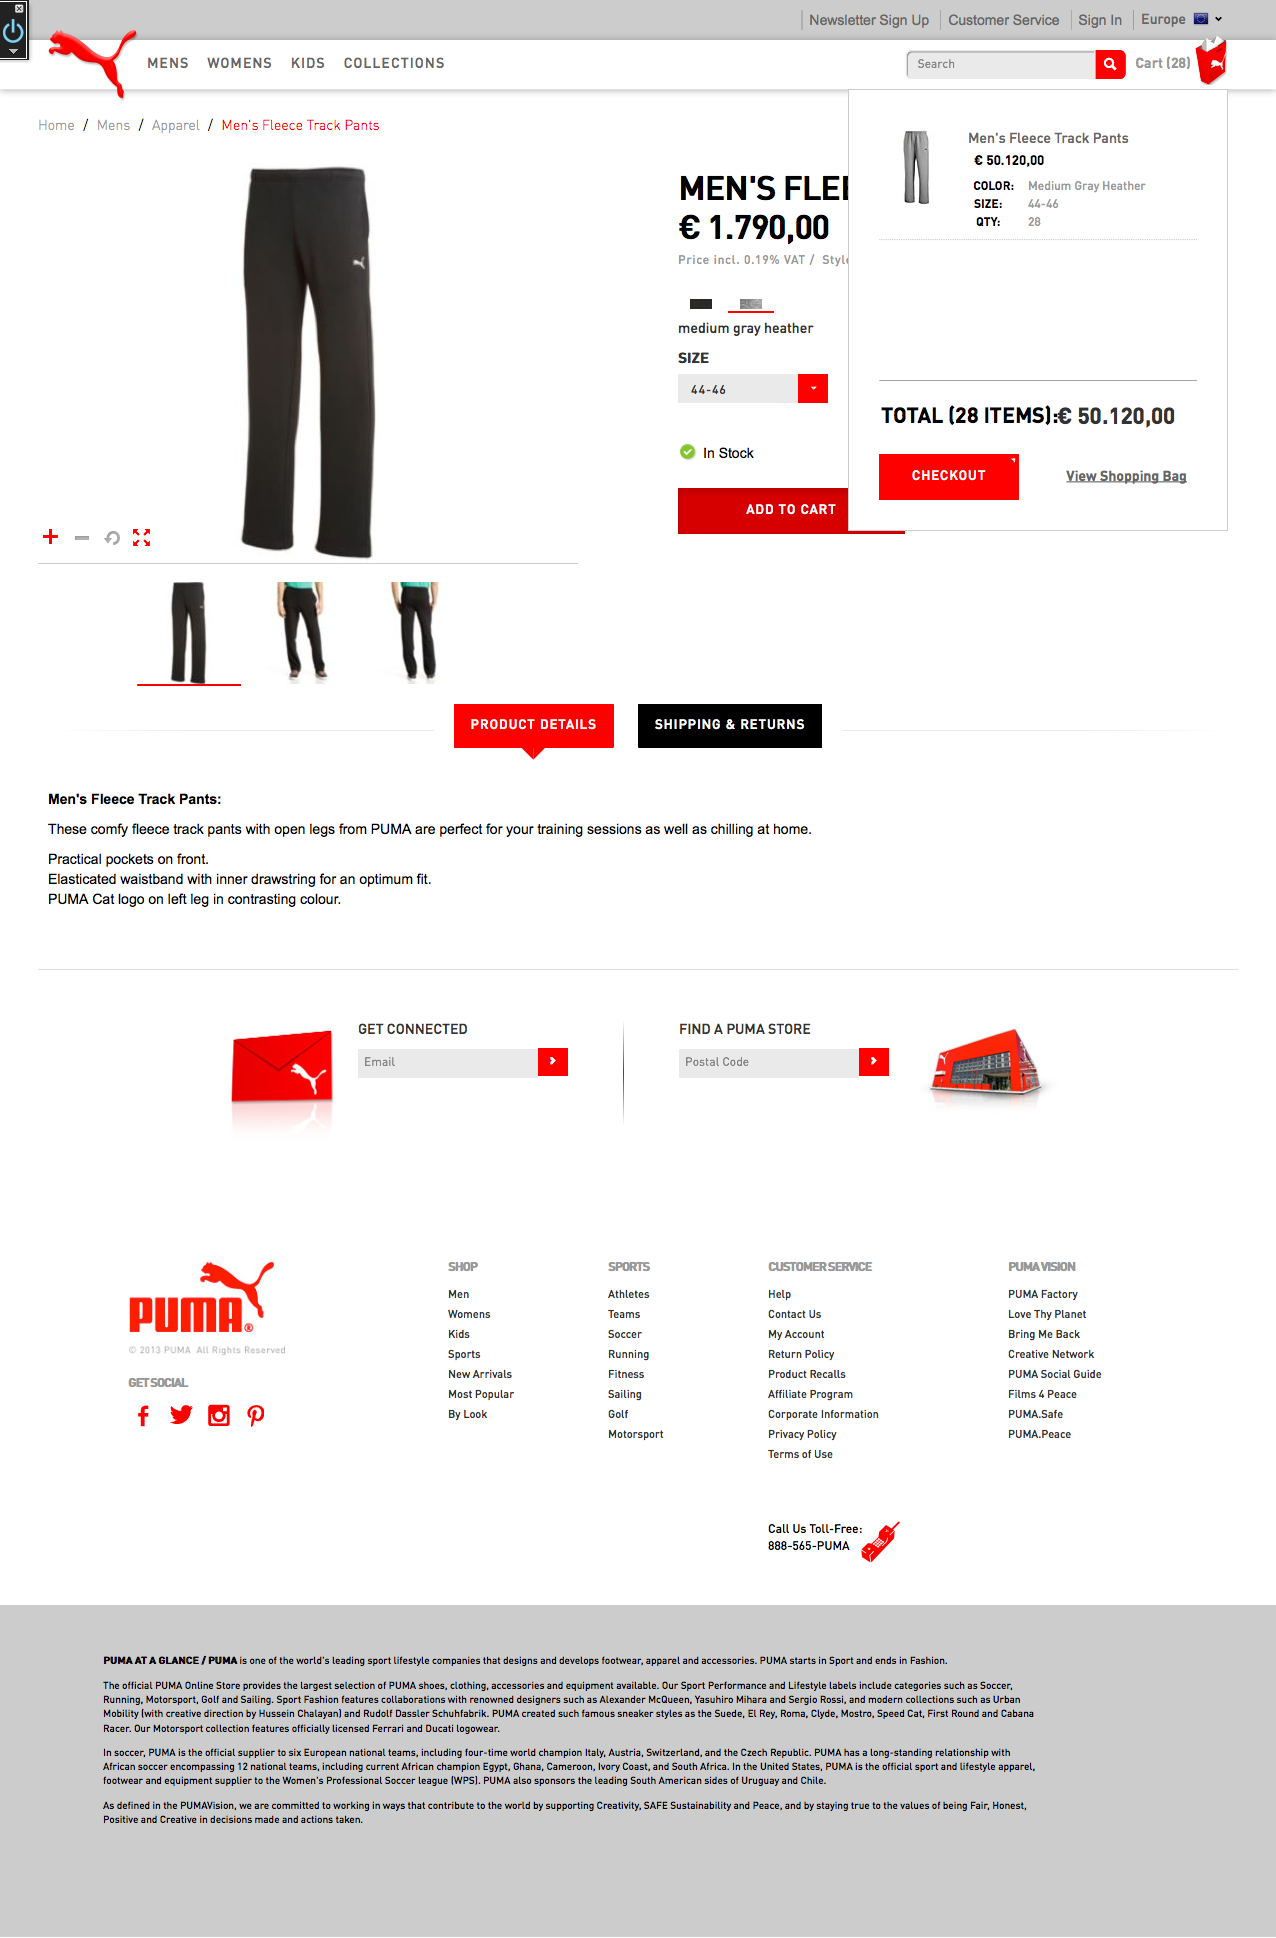 Newsletter Sign Up
Customer Service
Sign In
Europe
MENS
WOMENS
KIDS
COLLECTIONS
Search
Cart (28)
Home / Mens / Apparel / Men's Fleece Track Pants
MEN'S FLEE
€ 1.790,00
Price incl. 0.19% VAT / Style
medium gray heather
SIZE
44-46
In Stock
ADD TO CART
Men's Fleece Track Pants
€ 50.120,00
COLOR: Medium Gray Heather
SIZE: 44-46
QTY: 28
TOTAL (28 ITEMS):€ 50.120,00
CHECKOUT
View Shopping Bag
PRODUCT DETAILS
SHIPPING & RETURNS
Men's Fleece Track Pants:
These comfy fleece track pants with open legs from PUMA are perfect for your training sessions as well as chilling at home.
Practical pockets on front.
Elasticated waistband with inner drawstring for an optimum fit.
PUMA Cat logo on left leg in contrasting colour.
GET CONNECTED
Email
FIND A PUMA STORE
Postal Code
PUMA®
© 2013 PUMA All Rights Reserved
GET SOCIAL
SHOP
Men
Womens
Kids
Sports
New Arrivals
Most Popular
By Look
SPORTS
Athletes
Teams
Soccer
Running
Fitness
Sailing
Golf
Motorsport
CUSTOMER SERVICE
Help
Contact Us
My Account
Return Policy
Product Recalls
Affiliate Program
Corporate Information
Privacy Policy
Terms of Use
PUMA VISION
PUMA Factory
Love Thy Planet
Bring Me Back
Creative Network
PUMA Social Guide
Films 4 Peace
PUMA.Safe
PUMA.Peace
Call Us Toll-Free:
888-565-PUMA
PUMA AT A GLANCE / PUMA is one of the world's leading sport lifestyle companies that designs and develops footwear, apparel and accessories. PUMA starts in Sport and ends in Fashion.
The official PUMA Online Store provides the largest selection of PUMA shoes, clothing, accessories and equipment available. Our Sport Performance and Lifestyle labels include categories such as Soccer,
Running, Motorsport, Golf and Sailing. Sport Fashion features collaborations with renowned designers such as Alexander McQueen, Yasuhiro Mihara and Sergio Rossi, and modern collections such as Urban
Mobility (with creative direction by Hussein Chalayan) and Rudolf Dassler Schuhfabrik. PUMA created such famous sneaker styles as the Suede, El Rey, Roma, Clyde, Mostro, Speed Cat, First Round and Cabana
Racer. Our Motorsport collection features officially licensed Ferrari and Ducati logowear.
In soccer, PUMA is the official supplier to six European national teams, including four-time world champion Italy, Austria, Switzerland, and the Czech Republic. PUMA has a long-standing relationship with
African soccer encompassing 12 national teams, including current African champion Egypt, Ghana, Cameroon, Ivory Coast, and South Africa. In the United States, PUMA is the official sport and lifestyle apparel,
footwear and equipment supplier to the Women's Professional Soccer league (WPS). PUMA also sponsors the leading South American sides of Uruguay and Chile.
As defined in the PUMAVision, we are committed to working in ways that contribute to the world by supporting Creativity, SAFE Sustainability and Peace, and by staying true to the values of being Fair, Honest,
Positive and Creative in decisions made and actions taken.